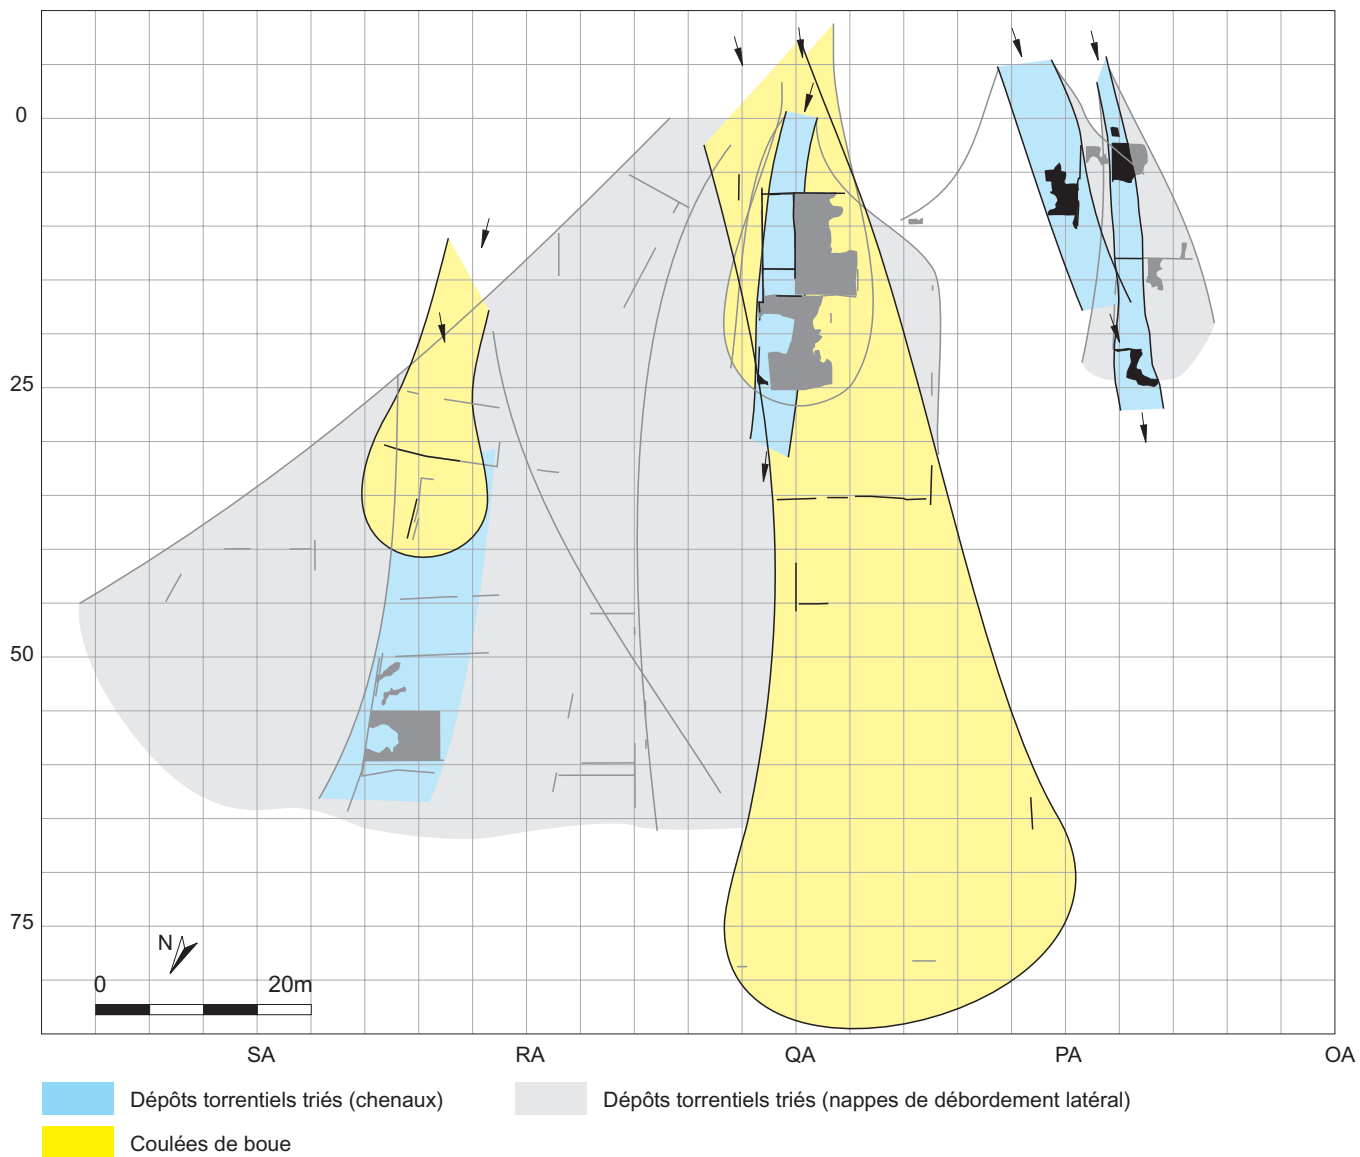 0
25
50
75
N
0 20m
SA RA QA PA OA
Dépôts torrentiels triés (chenaux) Dépôts torrentiels triés (nappes de débordement latéral)
Coulées de boue